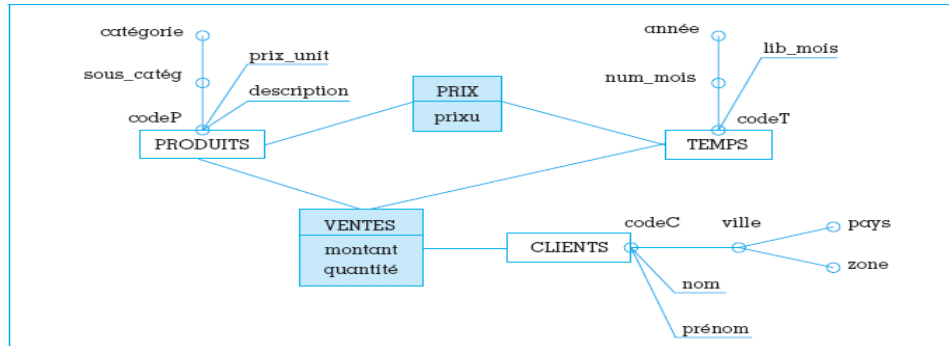 catégorie
prix_unit
sous_catég
description
codeP
PRODUITS
PRIX
prixu
année
lib_mois
num_mois
codeT
TEMPS
VENTES
montant
quantité
codeC
ville
pays
CLIENTS
zone
nom
prénom